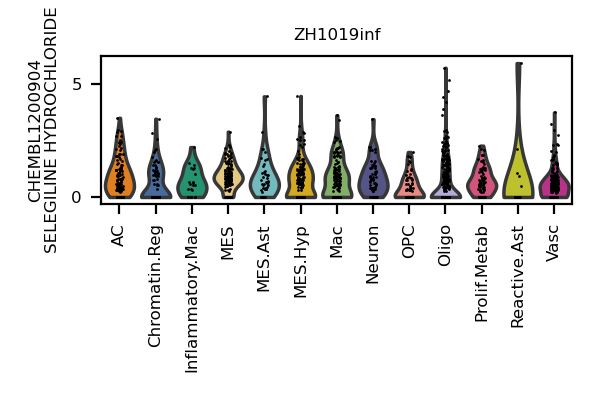 ZH1019inf
CHEMBL1200904
SELEGILINE HYDROCHLORIDE
5
0
AC
Chromatin.Reg
Inflammatory.Mac
MES
MES.Ast
MES.Hyp
Mac
Neuron
OPC
Oligo
Prolif.Metab
Reactive.Ast
Vasc